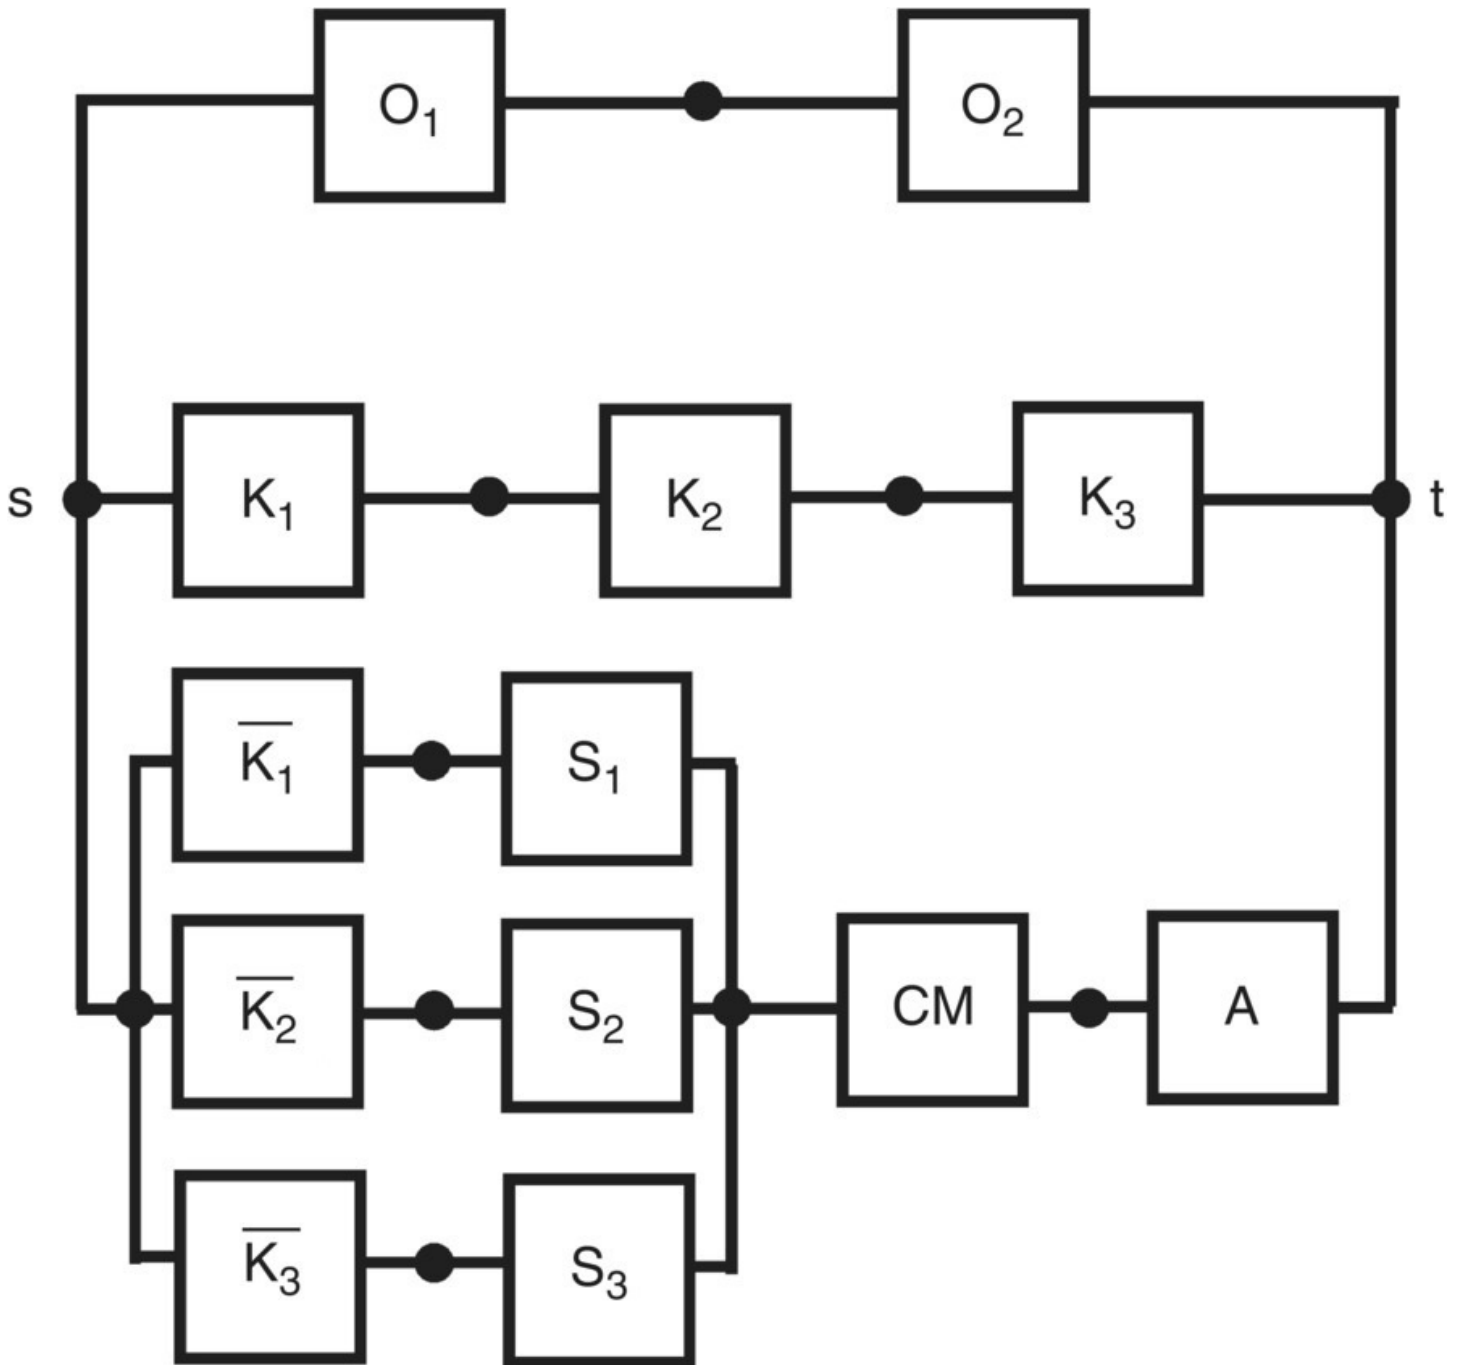 O₁ O₂
s K₁ K₂ K₃ t
K̅₁ S₁
K̅₂ S₂ CM A
K̅₃ S₃